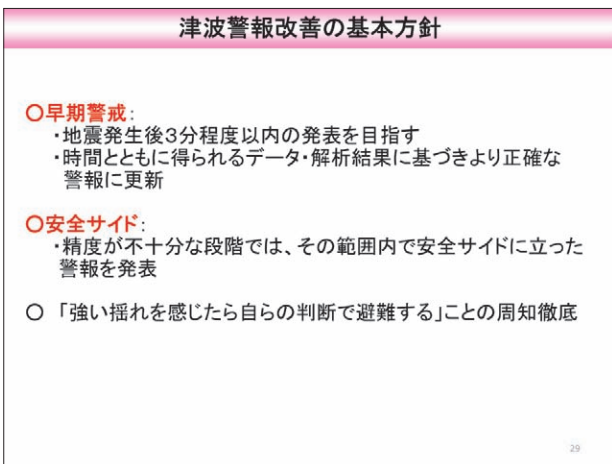 津波警報改善の基本方針
○早期警戒：
・地震発生後3分程度以内の発表を目指す
・時間とともに得られるデータ・解析結果に基づきより正確な
警報に更新
○安全サイド：
・精度が不十分な段階では、その範囲内で安全サイドに立った
警報を発表
○ 「強い揺れを感じたら自らの判断で避難する」ことの周知徹底
29